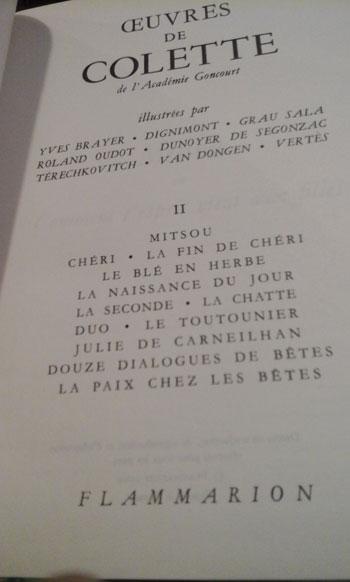 ŒUVRES
DE
COLETTE
de l'Académie Goncourt
illustrées par
YVES BRAYER • DIGNIMONT • GRAU SALA
ROLAND OUDOT • DUNOYER DE SEGONZAC
TÉRECHKOVITCH • VAN DONGEN • VERTÈS
II
MITSOU
CHÉRI • LA FIN DE CHÉRI
LE BLÉ EN HERBE
LA NAISSANCE DU JOUR
LA SECONDE • LA CHATTE
DUO • LE TOUTOUNIER
JULIE DE CARNEILHAN
DOUZE DIALOGUES DE BÊTES
LA PAIX CHEZ LES BÊTES
FLAMMARION